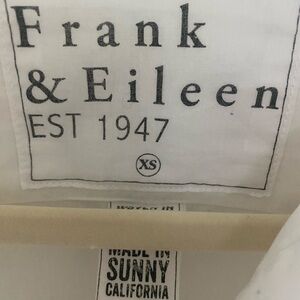 Frank
& Eileen
EST 1947
XS
MADE IN
SUNNY
CALIFORNIA